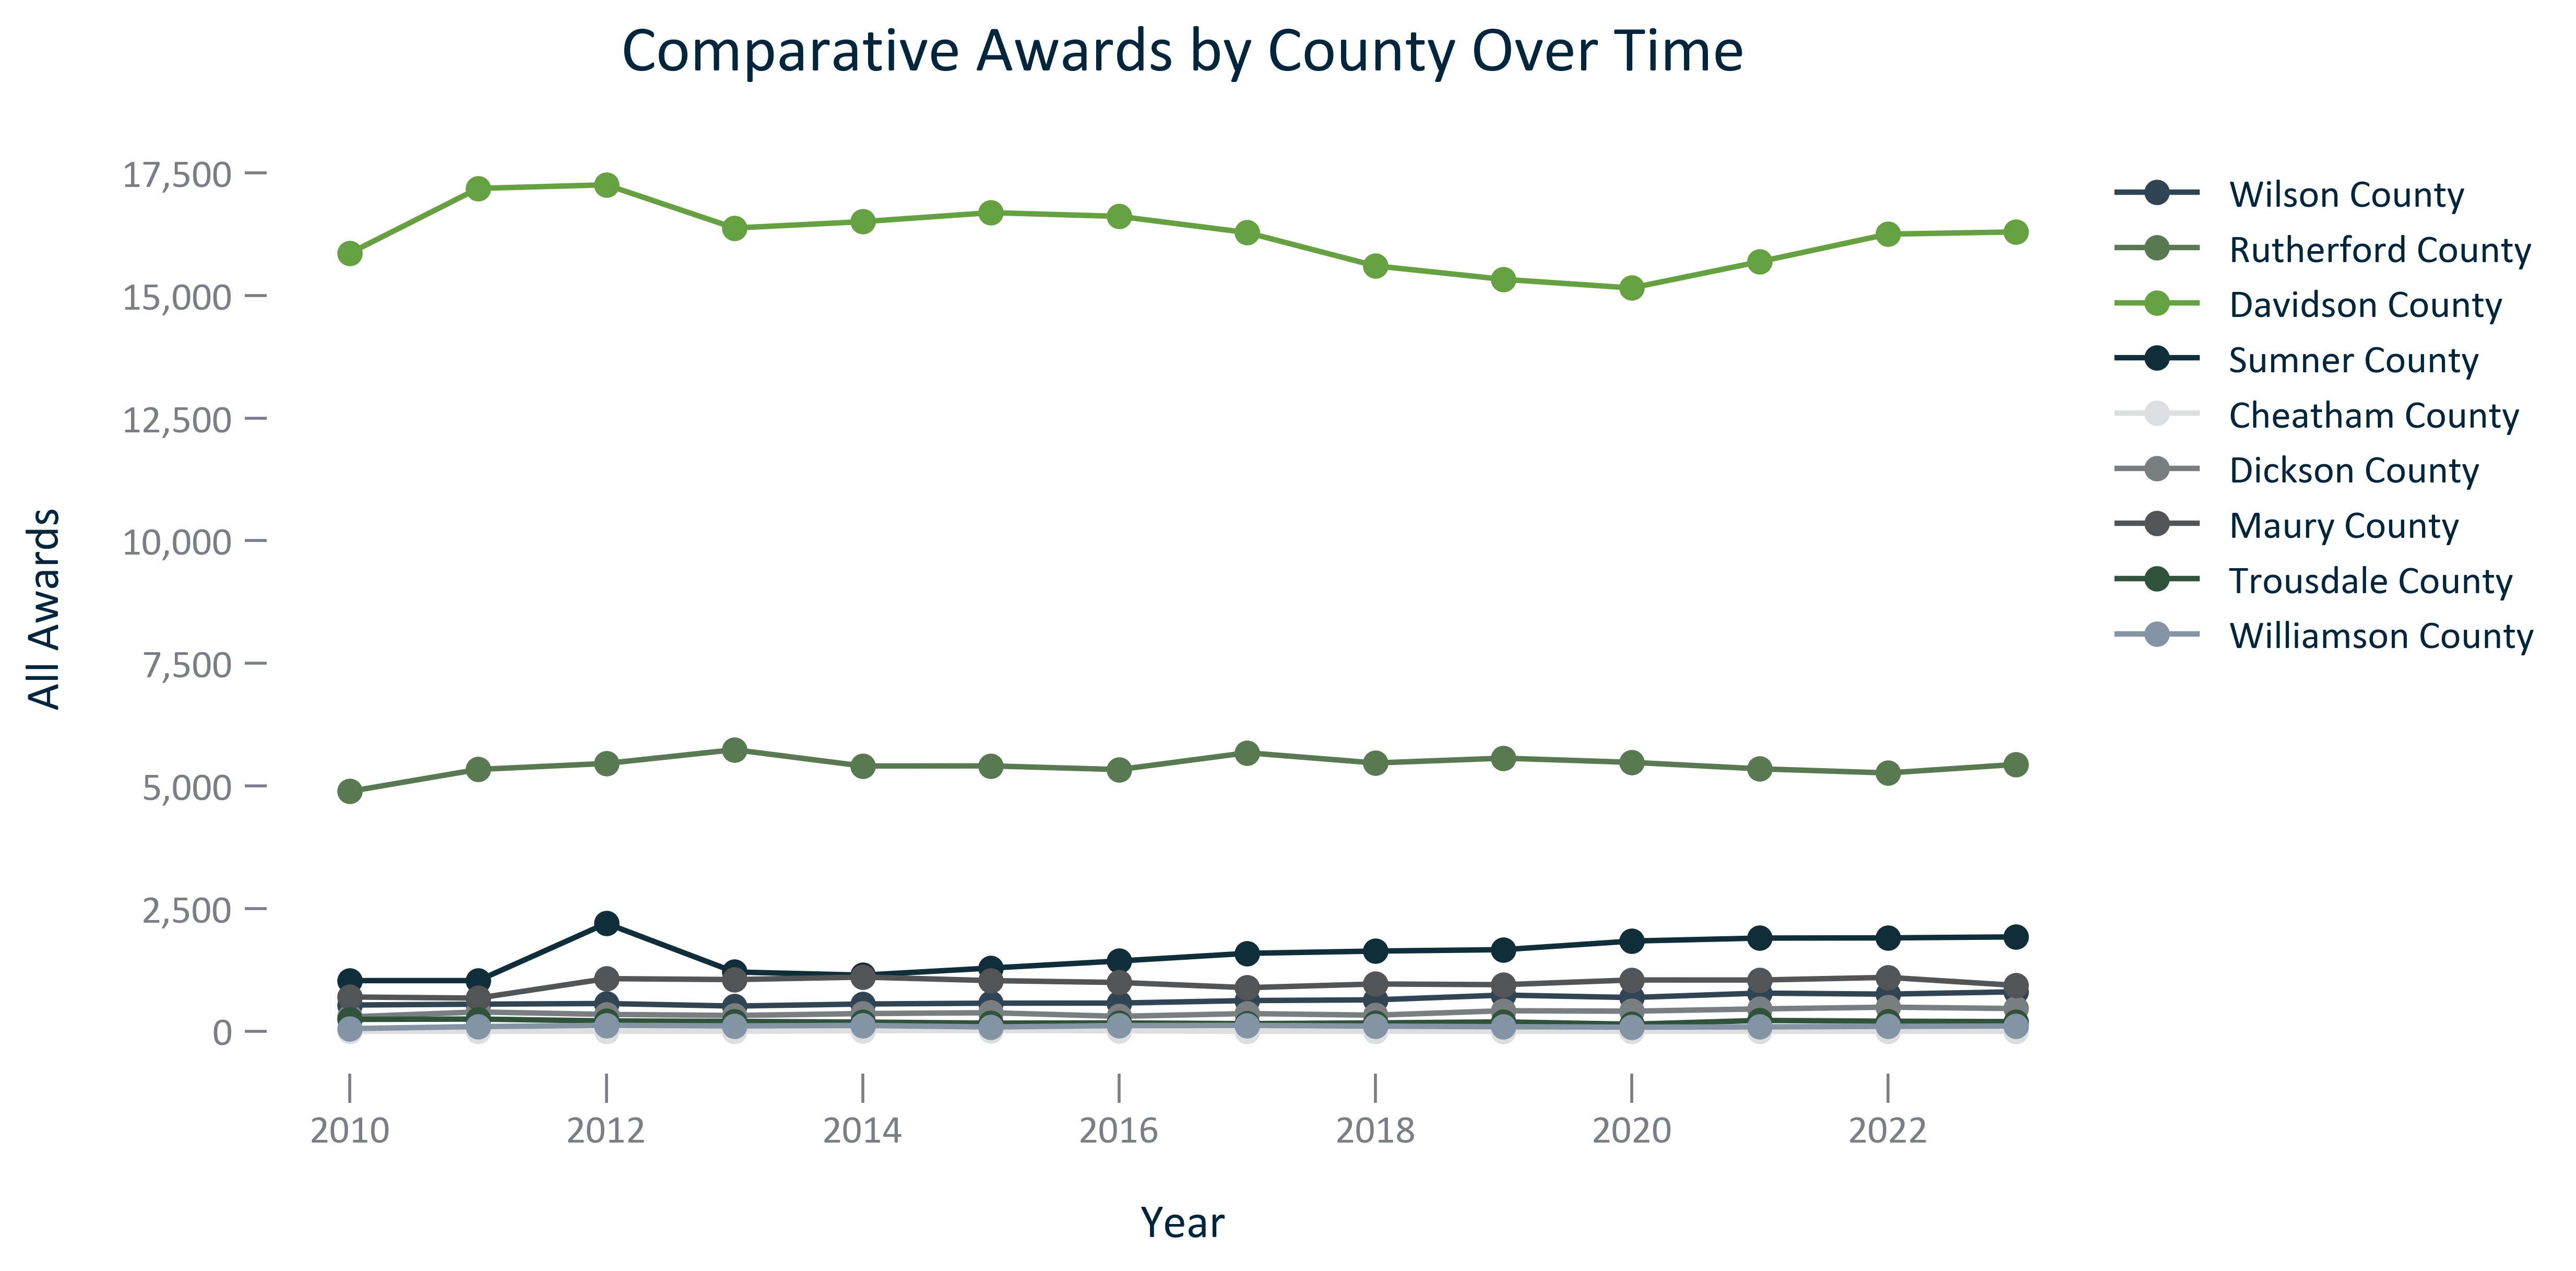 Comparative Awards by County Over Time
17,500
15,000
12,500
10,000
7,500
5,000
2,500
0
All Awards
2010 2012 2014 2016 2018 2020 2022
Year
Wilson County
Rutherford County
Davidson County
Sumner County
Cheatham County
Dickson County
Maury County
Trousdale County
Williamson County